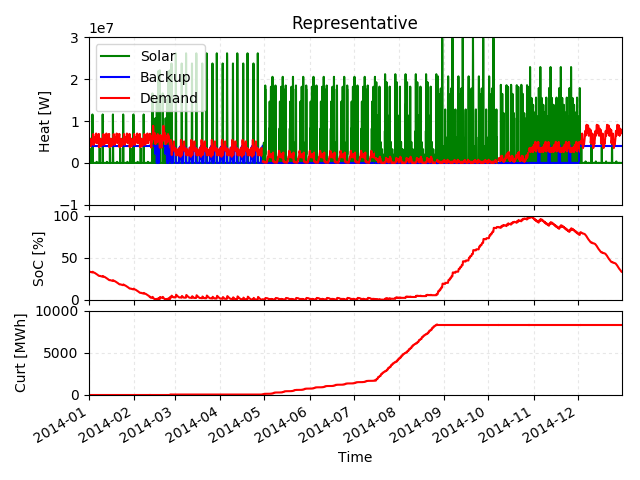 Representative
1e7
3
2
1
0
−1
Heat [W]
Solar
Backup
Demand
100
50
0
SoC [%]
10000
5000
0
Curt [MWh]
2014-01
2014-02
2014-03
2014-04
2014-05
2014-06
2014-07
2014-08
2014-09
2014-10
2014-11
2014-12
Time